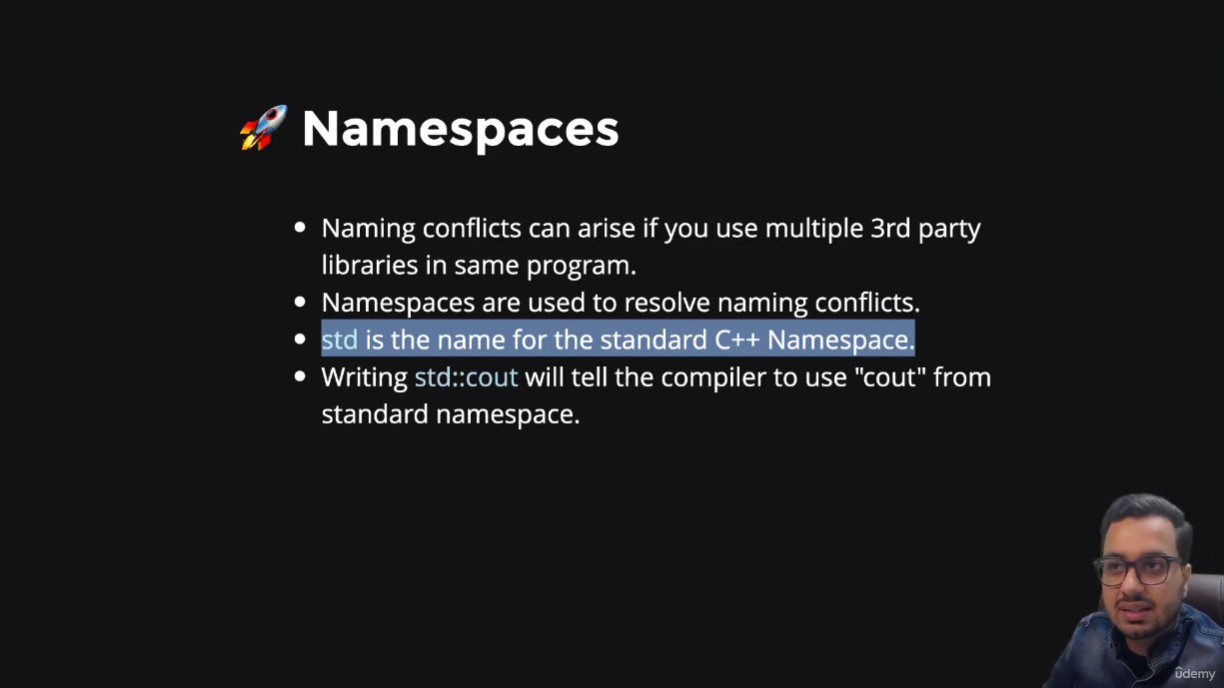 🚀 Namespaces
• Naming conflicts can arise if you use multiple 3rd party
libraries in same program.
• Namespaces are used to resolve naming conflicts.
• std is the name for the standard C++ Namespace.
• Writing std::cout will tell the compiler to use "cout" from
standard namespace.
udemy